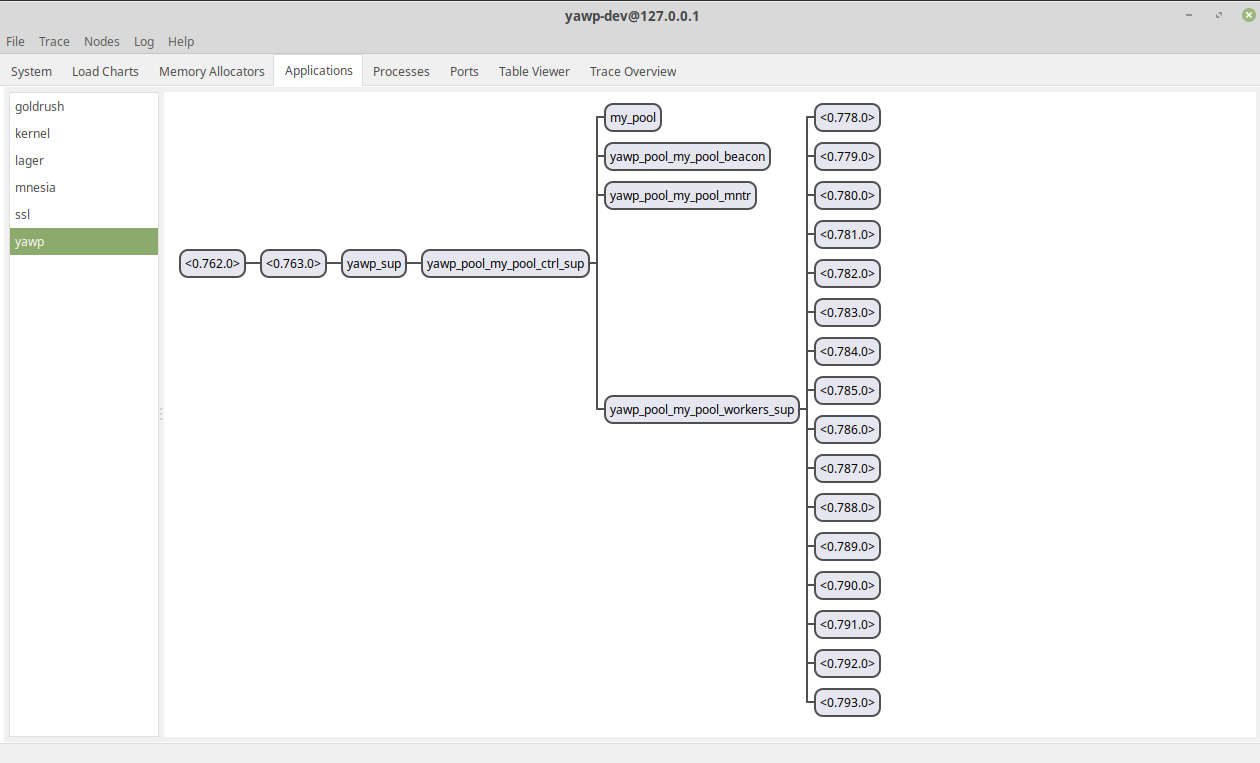 yawp-dev@127.0.0.1
File Trace Nodes Log Help
System Load Charts Memory Allocators Applications Processes Ports Table Viewer Trace Overview
goldrush
kernel
lager
mnesia
ssl
yawp
<0.762.0>
<0.763.0>
yawp_sup
yawp_pool_my_pool_ctrl_sup
my_pool
yawp_pool_my_pool_beacon
yawp_pool_my_pool_mntr
yawp_pool_my_pool_workers_sup
<0.778.0>
<0.779.0>
<0.780.0>
<0.781.0>
<0.782.0>
<0.783.0>
<0.784.0>
<0.785.0>
<0.786.0>
<0.787.0>
<0.788.0>
<0.789.0>
<0.790.0>
<0.791.0>
<0.792.0>
<0.793.0>